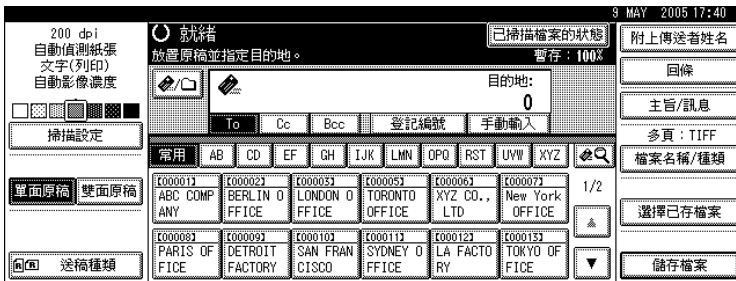 9 MAY 2005 17:40
200 dpi
自動偵測紙張
文字(列印)
自動影像濃度
掃描設定
單面原稿 雙面原稿
送稿種類
就緒
已掃描檔案的狀態
放置原稿並指定目的地。
暫存：100%
目的地:
0
To Cc Bcc 登記編號 手動輸入
常用 AB CD EF GH IJK LMN OPQ RST UVW XYZ
[00001] [00002] [00003] [00005] [00006] [00007]
ABC COMP BERLIN O LONDON O TORONTO XYZ CO., New York
ANY FFICE FFICE OFFICE LTD OFFICE
1/2
[00008] [00009] [00010] [00011] [00012] [00013]
PARIS OF DETROIT SAN FRAN SYDNEY O LA FACTO TOKYO OF
FICE FACTORY CISCO FFICE RY FICE
附上傳送者姓名
回條
主旨/訊息
多頁：TIFF
檔案名稱/種類
選擇已存檔案
儲存檔案